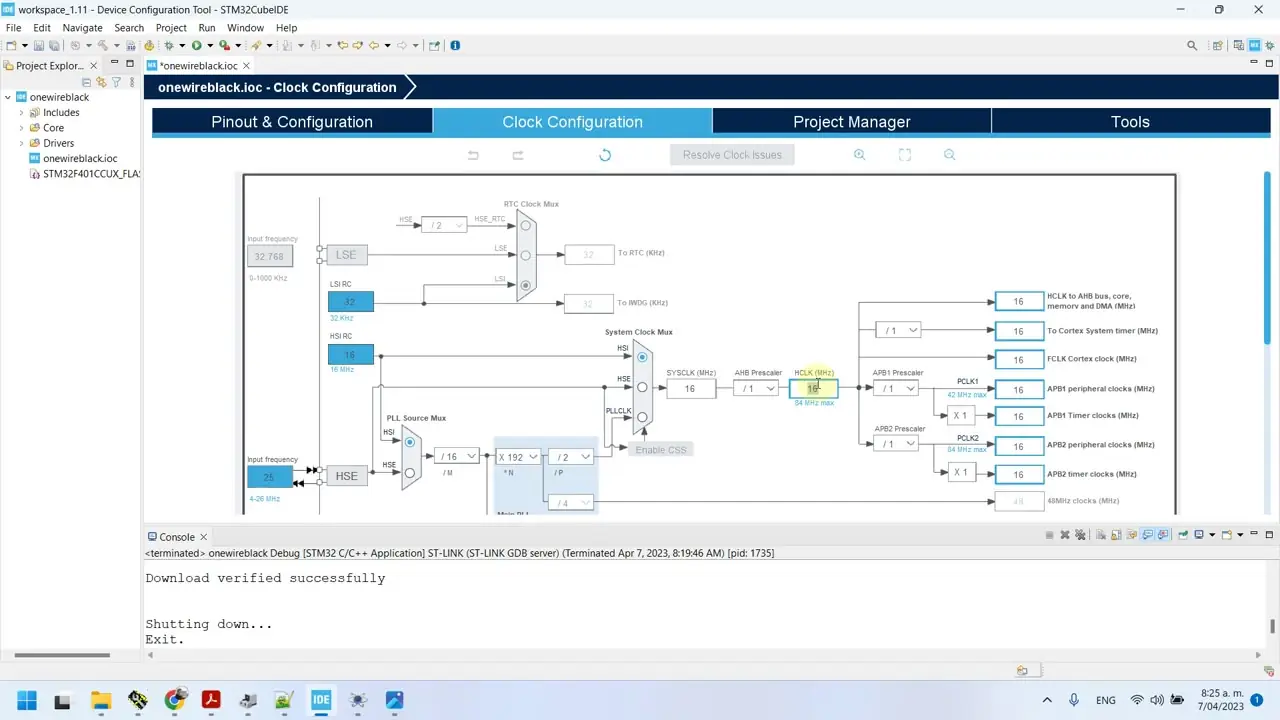 workspace_1.11 - Device Configuration Tool - STM32CubeIDE
File Edit Navigate Search Project Run Window Help
Project Explor...
*onewireblack.ioc
onewireblack
Includes
Core
Drivers
onewireblack.ioc
STM32F401CCUX_FLA
onewireblack.ioc - Clock Configuration
Pinout & Configuration
Clock Configuration
Project Manager
Tools
Resolve Clock Issues
RTC Clock Mux
HSE
/ 2
HSE_RTC
Input frequency
32.768
0-1000 KHz
LSE
LSE
32
To RTC (KHz)
LSI RC
LSI
32
32 KHz
32
To IWDG (KHz)
HSI RC
16
16 MHz
System Clock Mux
HSI
HSE
PLLCLK
SYSCLK (MHz)
16
AHB Prescaler
/ 1
HCLK (MHz)
16
84 MHz max
16
HCLK to AHB bus, core,
memory and DMA (MHz)
/ 1
16
To Cortex System timer (MHz)
16
FCLK Cortex clock (MHz)
APB1 Prescaler
/ 1
PCLK1
42 MHz max
16
APB1 peripheral clocks (MHz)
X 1
16
APB1 Timer clocks (MHz)
APB2 Prescaler
/ 1
PCLK2
84 MHz max
16
APB2 peripheral clocks (MHz)
X 1
16
APB2 timer clocks (MHz)
48
48MHz clocks (MHz)
Enable CSS
PLL Source Mux
HSI
HSE
Input frequency
25
4-26 MHz
HSE
/ 16
/ M
X 192
* N
/ 2
/ P
/ 4
Main PLL
Console
<terminated> onewireblack Debug [STM32 C/C++ Application] ST-LINK (ST-LINK GDB server) (Terminated Apr 7, 2023, 8:19:46 AM) [pid: 1735]
Download verified successfully
Shutting down...
Exit.
IDE
ENG
8:25 a.m.
7/04/2023
1